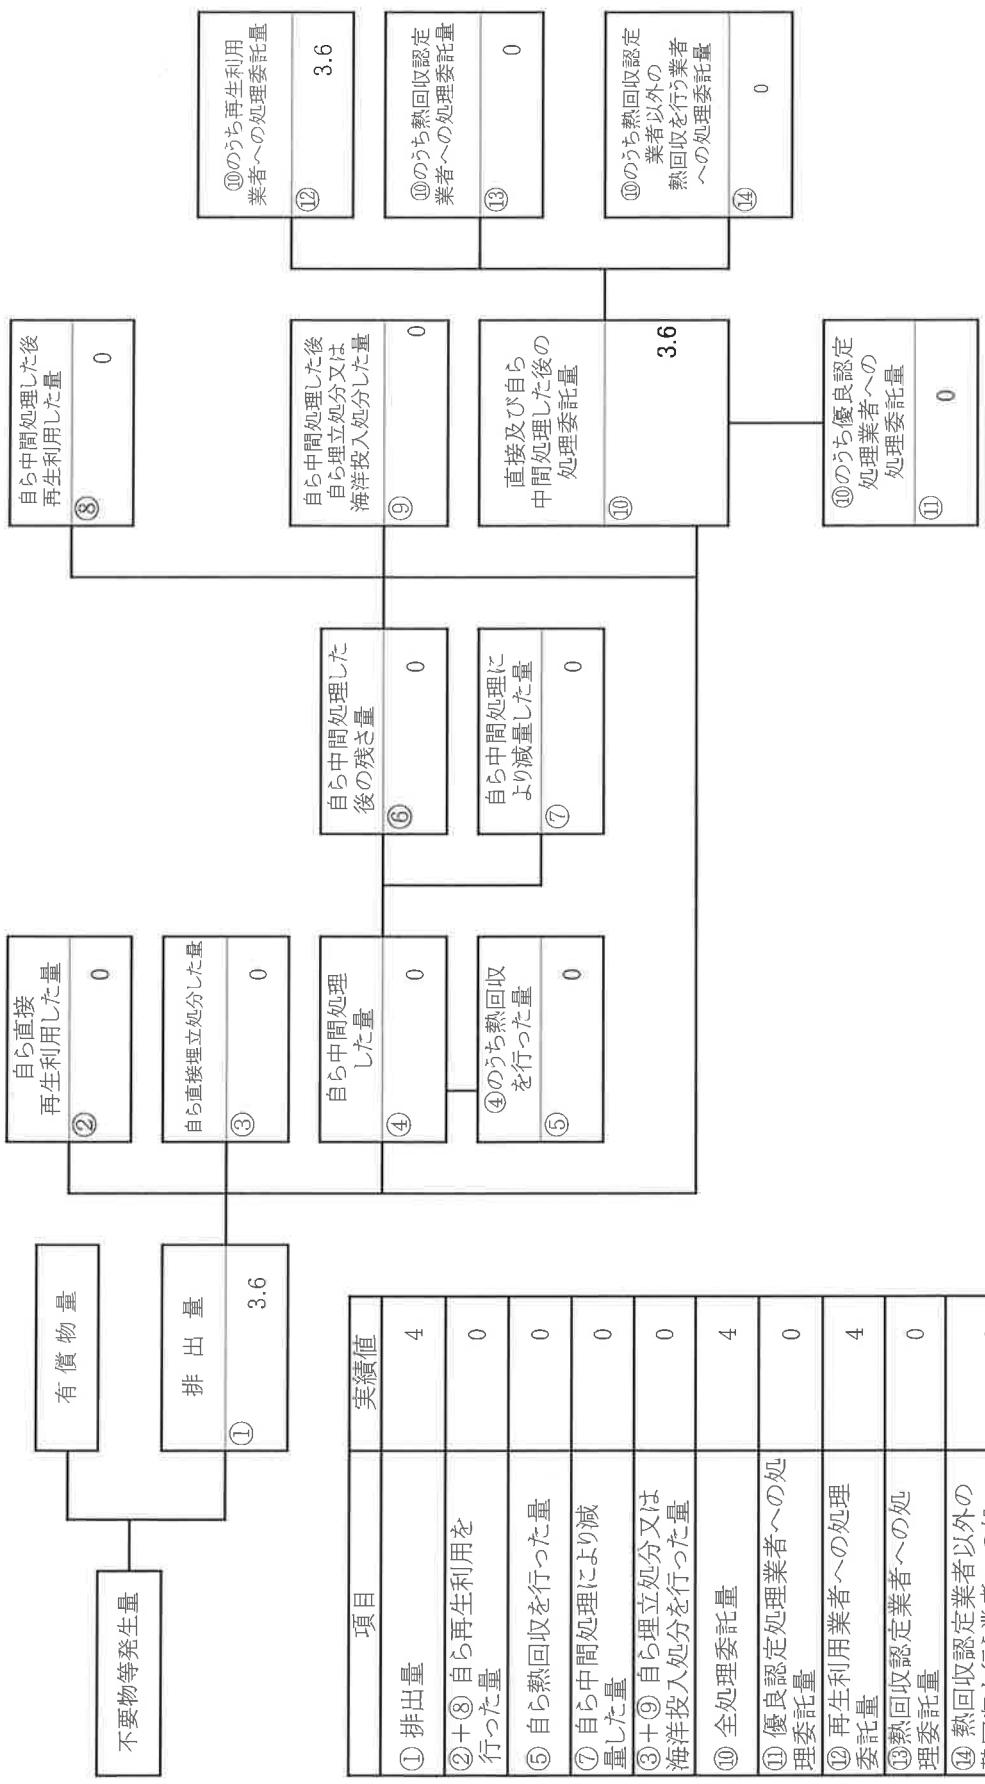 不要物等発生量
有償物量
排出量
①
3.6
自ら直接
再生利用した量
②
0
自ら直接埋立処分した量
③
0
自ら中間処理
した量
④
0
④のうち熱回収
を行った量
⑤
0
自ら中間処理した
後の残さ量
⑥
0
自ら中間処理に
より減量した量
⑦
0
自ら中間処理した後
再生利用した量
⑧
0
自ら中間処理した後
自ら埋立処分又は
海洋投入処分した量
⑨
0
直接及び自ら
中間処理した後の
処理委託量
⑩
3.6
⑩のうち優良認定
処理業者への
処理委託量
⑪
0
⑩のうち再生利用
業者への処理委託量
⑫
3.6
⑩のうち熱回収認定
業者への処理委託量
⑬
0
⑩のうち熱回収認定
業者以外の
熱回収を行う業者
への処理委託量
⑭
0
項目 実績値
①排出量 4
②+⑧ 自ら再生利用を
行った量 0
⑤ 自ら熱回収を行った量 0
⑦ 自ら中間処理により減
量した量 0
③+⑨ 自ら埋立処分又は
海洋投入処分を行った量 0
⑩ 全処理委託量 4
⑪ 優良認定処理業者への処
理委託量 0
⑫ 再生利用業者への処理
委託量 4
⑬熱回収認定業者への処
理委託量 0
⑭ 熱回収認定業者以外の